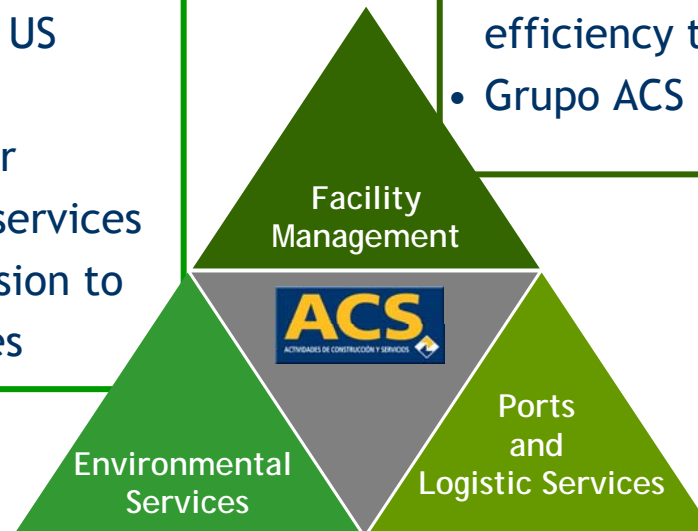 US
r
services
sion to
es
efficiency t
• Grupo ACS
Facility
Management
ACS
ACTIVIDADES DE CONSTRUCCIÓN Y SERVICIOS
Environmental
Services
Ports
and
Logistic Services